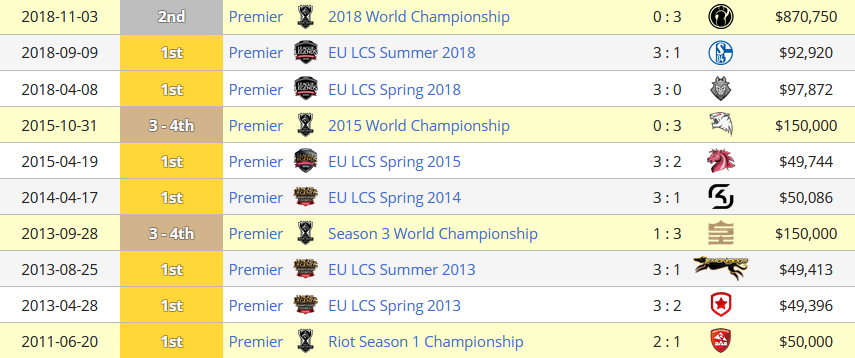 2018-11-03 2nd Premier 2018 World Championship 0 : 3 $870,750
2018-09-09 1st Premier EU LCS Summer 2018 3 : 1 $92,920
2018-04-08 1st Premier EU LCS Spring 2018 3 : 0 $97,872
2015-10-31 3 - 4th Premier 2015 World Championship 0 : 3 $150,000
2015-04-19 1st Premier EU LCS Spring 2015 3 : 2 $49,744
2014-04-17 1st Premier EU LCS Spring 2014 3 : 1 $50,086
2013-09-28 3 - 4th Premier Season 3 World Championship 1 : 3 $150,000
2013-08-25 1st Premier EU LCS Summer 2013 3 : 1 $49,413
2013-04-28 1st Premier EU LCS Spring 2013 3 : 2 $49,396
2011-06-20 1st Premier Riot Season 1 Championship 2 : 1 $50,000